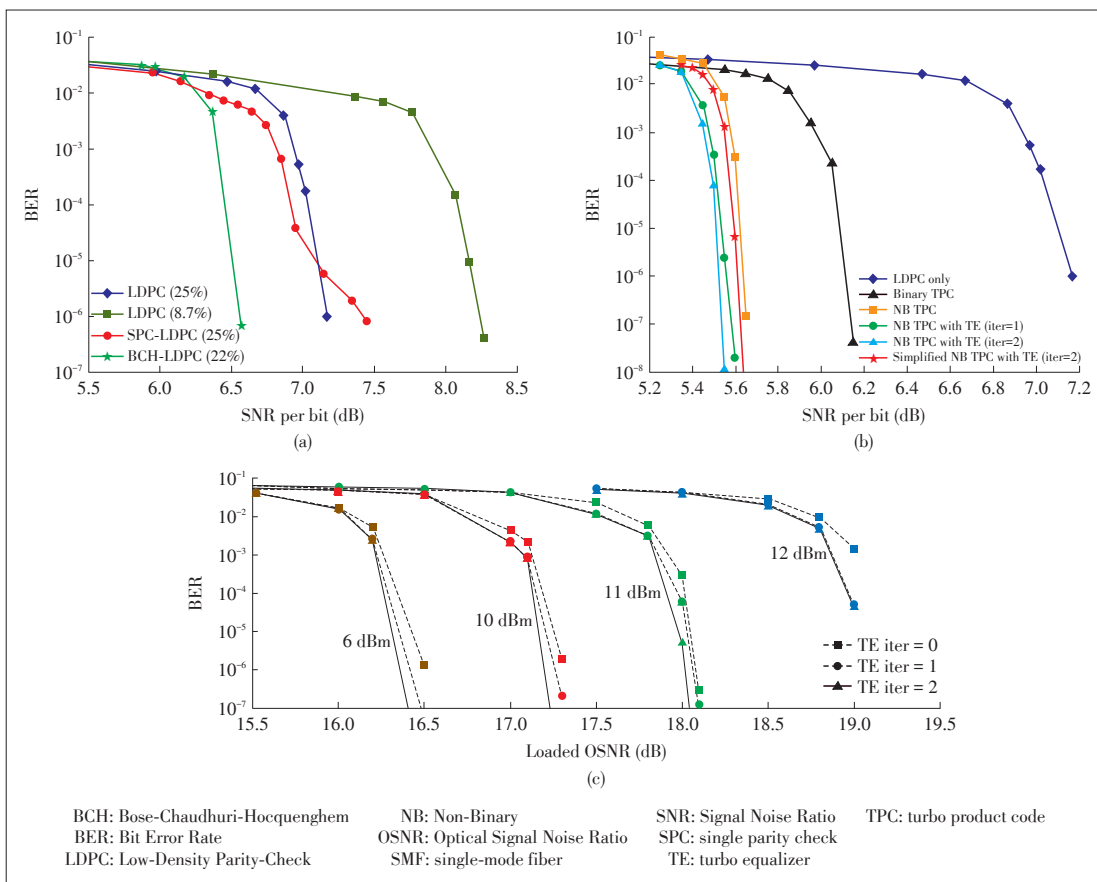 10⁻¹
10⁻²
10⁻³
10⁻⁴
10⁻⁵
10⁻⁶
10⁻⁷
BER
LDPC (25%)
LDPC (8.7%)
SPC-LDPC (25%)
BCH-LDPC (22%)
5.5 6.0 6.5 7.0 7.5 8.0 8.5
SNR per bit (dB)
(a)
10⁻¹
10⁻²
10⁻³
10⁻⁴
10⁻⁵
10⁻⁶
10⁻⁷
10⁻⁸
BER
LDPC only
Binary TPC
NB TPC
NB TPC with TE (iter=1)
NB TPC with TE (iter=2)
Simplified NB TPC with TE (iter=2)
5.2 5.4 5.6 5.8 6.0 6.2 6.4 6.6 6.8 7.0 7.2
SNR per bit (dB)
(b)
10⁻¹
10⁻²
10⁻³
10⁻⁴
10⁻⁵
10⁻⁶
10⁻⁷
BER
6 dBm
10 dBm
11 dBm
12 dBm
TE iter = 0
TE iter = 1
TE iter = 2
15.5 16.0 16.5 17.0 17.5 18.0 18.5 19.0 19.5
Loaded OSNR (dB)
(c)
BCH: Bose-Chaudhuri-Hocquenghem NB: Non-Binary SNR: Signal Noise Ratio TPC: turbo product code
BER: Bit Error Rate OSNR: Optical Signal Noise Ratio SPC: single parity check
LDPC: Low-Density Parity-Check SMF: single-mode fiber TE: turbo equalizer